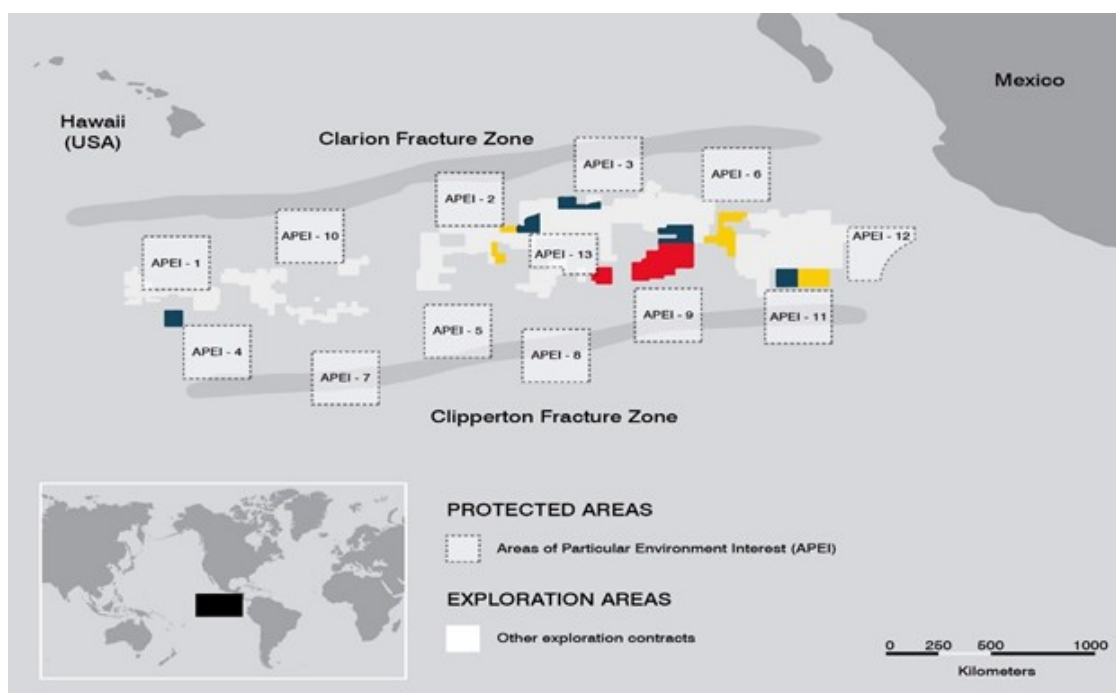 Mexico
Hawaii
(USA)
Clarion Fracture Zone
APEI - 3
APEI - 6
APEI - 2
APEI - 10
APEI - 12
APEI - 13
APEI - 1
APEI - 9
APEI - 11
APEI - 5
APEI - 4
APEI - 8
APEI - 7
Clipperton Fracture Zone
PROTECTED AREAS
Areas of Particular Environment Interest (APEI)
EXPLORATION AREAS
Other exploration contracts
0 250 500 1000
Kilometers